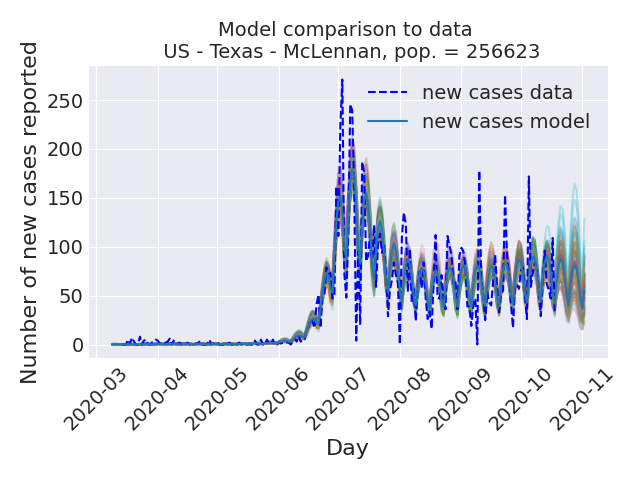 Model comparison to data
US - Texas - McLennan, pop. = 256623
Number of new cases reported
250
200
150
100
50
0
new cases data
new cases model
2020-03
2020-04
2020-05
2020-06
2020-07
2020-08
2020-09
2020-10
2020-11
Day